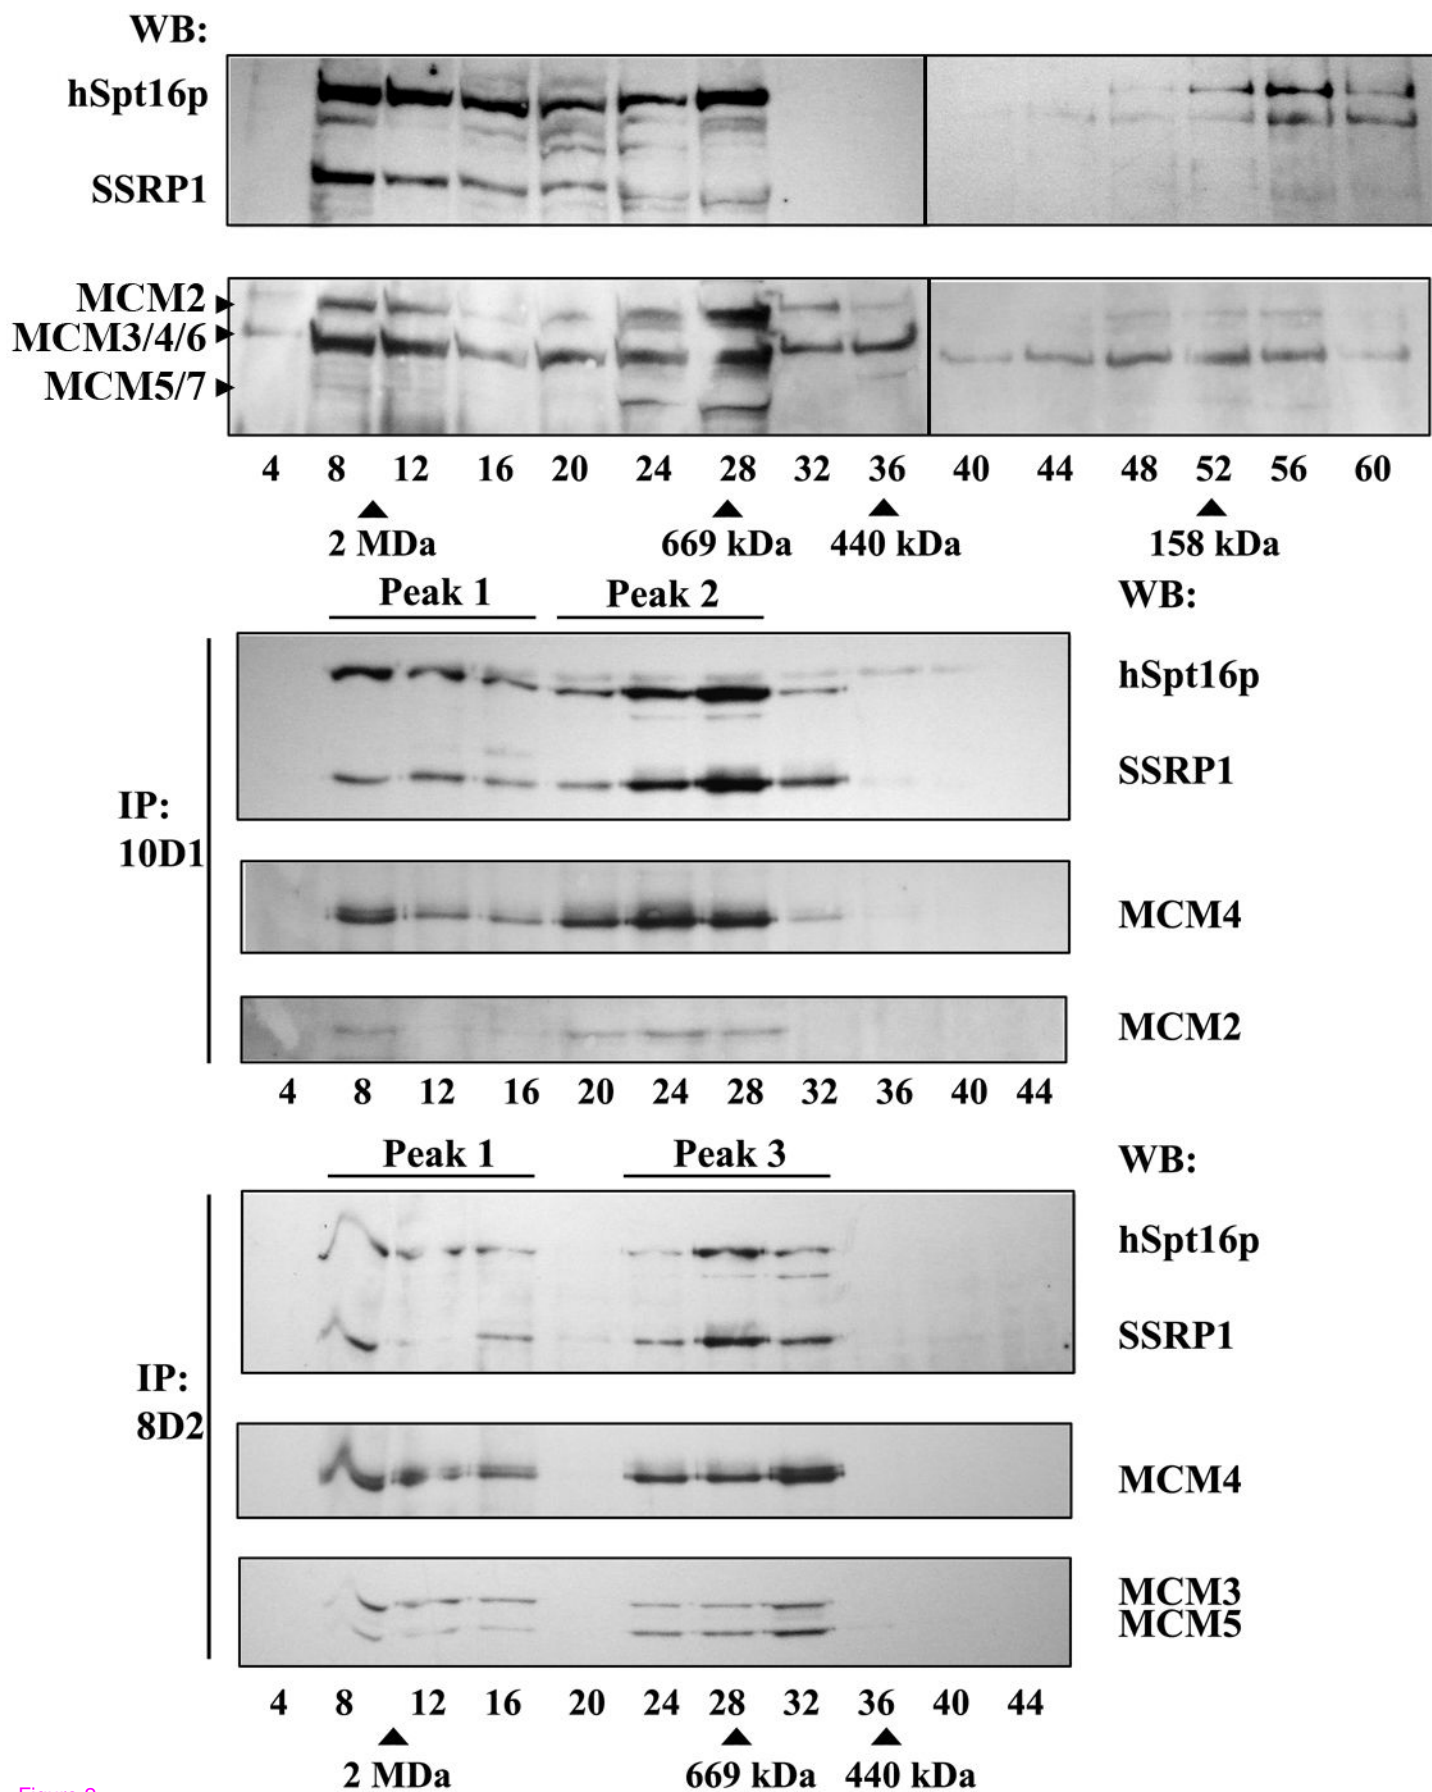 WB:
hSpt16p
SSRP1
MCM2
MCM3/4/6
MCM5/7
4 8 12 16 20 24 28 32 36 40 44 48 52 56 60
2 MDa 669 kDa 440 kDa 158 kDa
Peak 1 Peak 2 WB:
hSpt16p
SSRP1
IP:
10D1
MCM4
MCM2
4 8 12 16 20 24 28 32 36 40 44
Peak 1 Peak 3 WB:
hSpt16p
SSRP1
IP:
8D2
MCM4
MCM3
MCM5
4 8 12 16 20 24 28 32 36 40 44
2 MDa 669 kDa 440 kDa